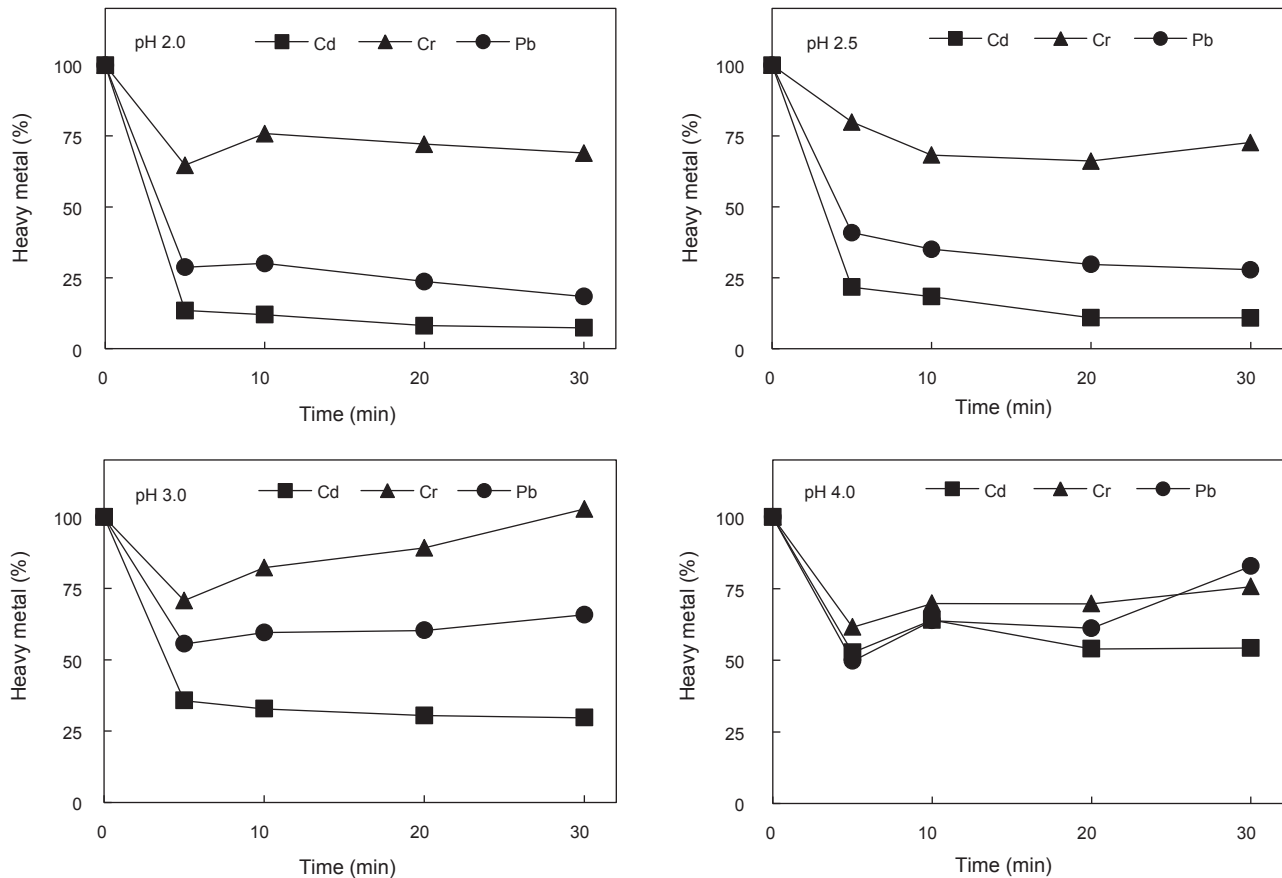 pH 2.0 Cd Cr Pb
100
75
50
25
0
Heavy metal (%)
0 10 20 30
Time (min)
pH 2.5 Cd Cr Pb
100
75
50
25
0
Heavy metal (%)
0 10 20 30
Time (min)
pH 3.0 Cd Cr Pb
100
75
50
25
0
Heavy metal (%)
0 10 20 30
Time (min)
pH 4.0 Cd Cr Pb
100
75
50
25
0
Heavy metal (%)
0 10 20 30
Time (min)